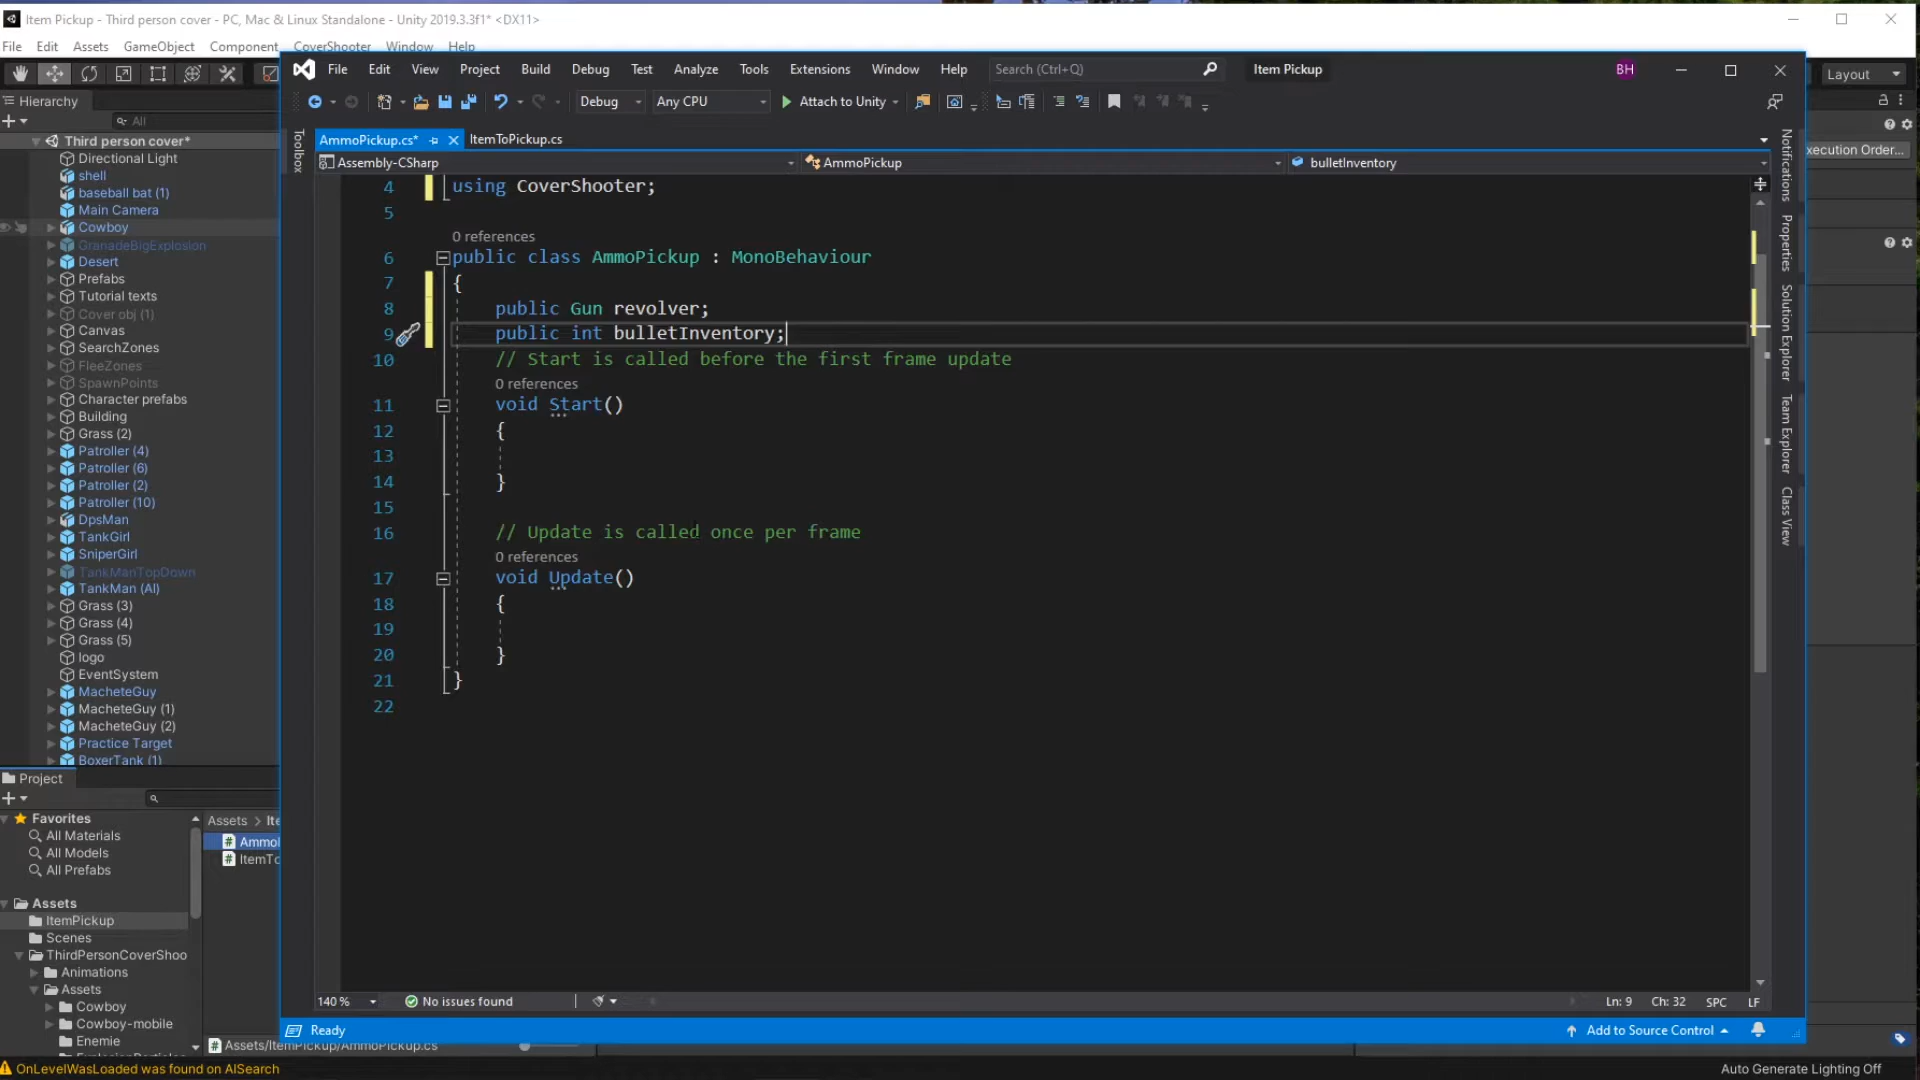 Item Pickup - Third person cover - PC, Mac & Linux Standalone - Unity 2019.3.3f1* <DX11>
File Edit Assets GameObject Component CoverShooter Window Help
Layout
Hierarchy
All
Third person cover*
Directional Light
shell
baseball bat (1)
Main Camera
Cowboy
GranadeBigExplosion
Desert
Prefabs
Tutorial texts
Cover obj (1)
Canvas
SearchZones
FleeZones
SpawnPoints
Character prefabs
Building
Grass (2)
Patroller (4)
Patroller (6)
Patroller (2)
Patroller (10)
DpsMan
TankGirl
SniperGirl
TankManTopDown
TankMan (AI)
Grass (3)
Grass (4)
Grass (5)
logo
EventSystem
MacheteGuy
MacheteGuy (1)
MacheteGuy (2)
Practice Target
BoxerTank (1)
Project
Favorites
All Materials
All Models
All Prefabs
Assets
ItemPickup
Scenes
ThirdPersonCoverShoo
Animations
Assets
Cowboy
Cowboy-mobile
Enemie
Assets > Ite
AmmoP
ItemTo
Assets/ItemPickup/AmmoPickup.cs
OnLevelWasLoaded was found on AISearch
Auto Generate Lighting Off
xecution Order...
File Edit View Project Build Debug Test Analyze Tools Extensions Window Help Search (Ctrl+Q) Item Pickup BH
Debug Any CPU Attach to Unity
Toolbox
AmmoPickup.cs* ItemToPickup.cs
Assembly-CSharp AmmoPickup bulletInventory
4 using CoverShooter;
5
0 references
6 public class AmmoPickup : MonoBehaviour
7 {
8 public Gun revolver;
9 public int bulletInventory;
10 // Start is called before the first frame update
0 references
11 void Start()
12 {
13
14 }
15
16 // Update is called once per frame
0 references
17 void Update()
18 {
19
20 }
21 }
22
140 % No issues found Ln: 9 Ch: 32 SPC LF
Ready Add to Source Control
Notifications
Properties
Solution Explorer
Team Explorer
Class View